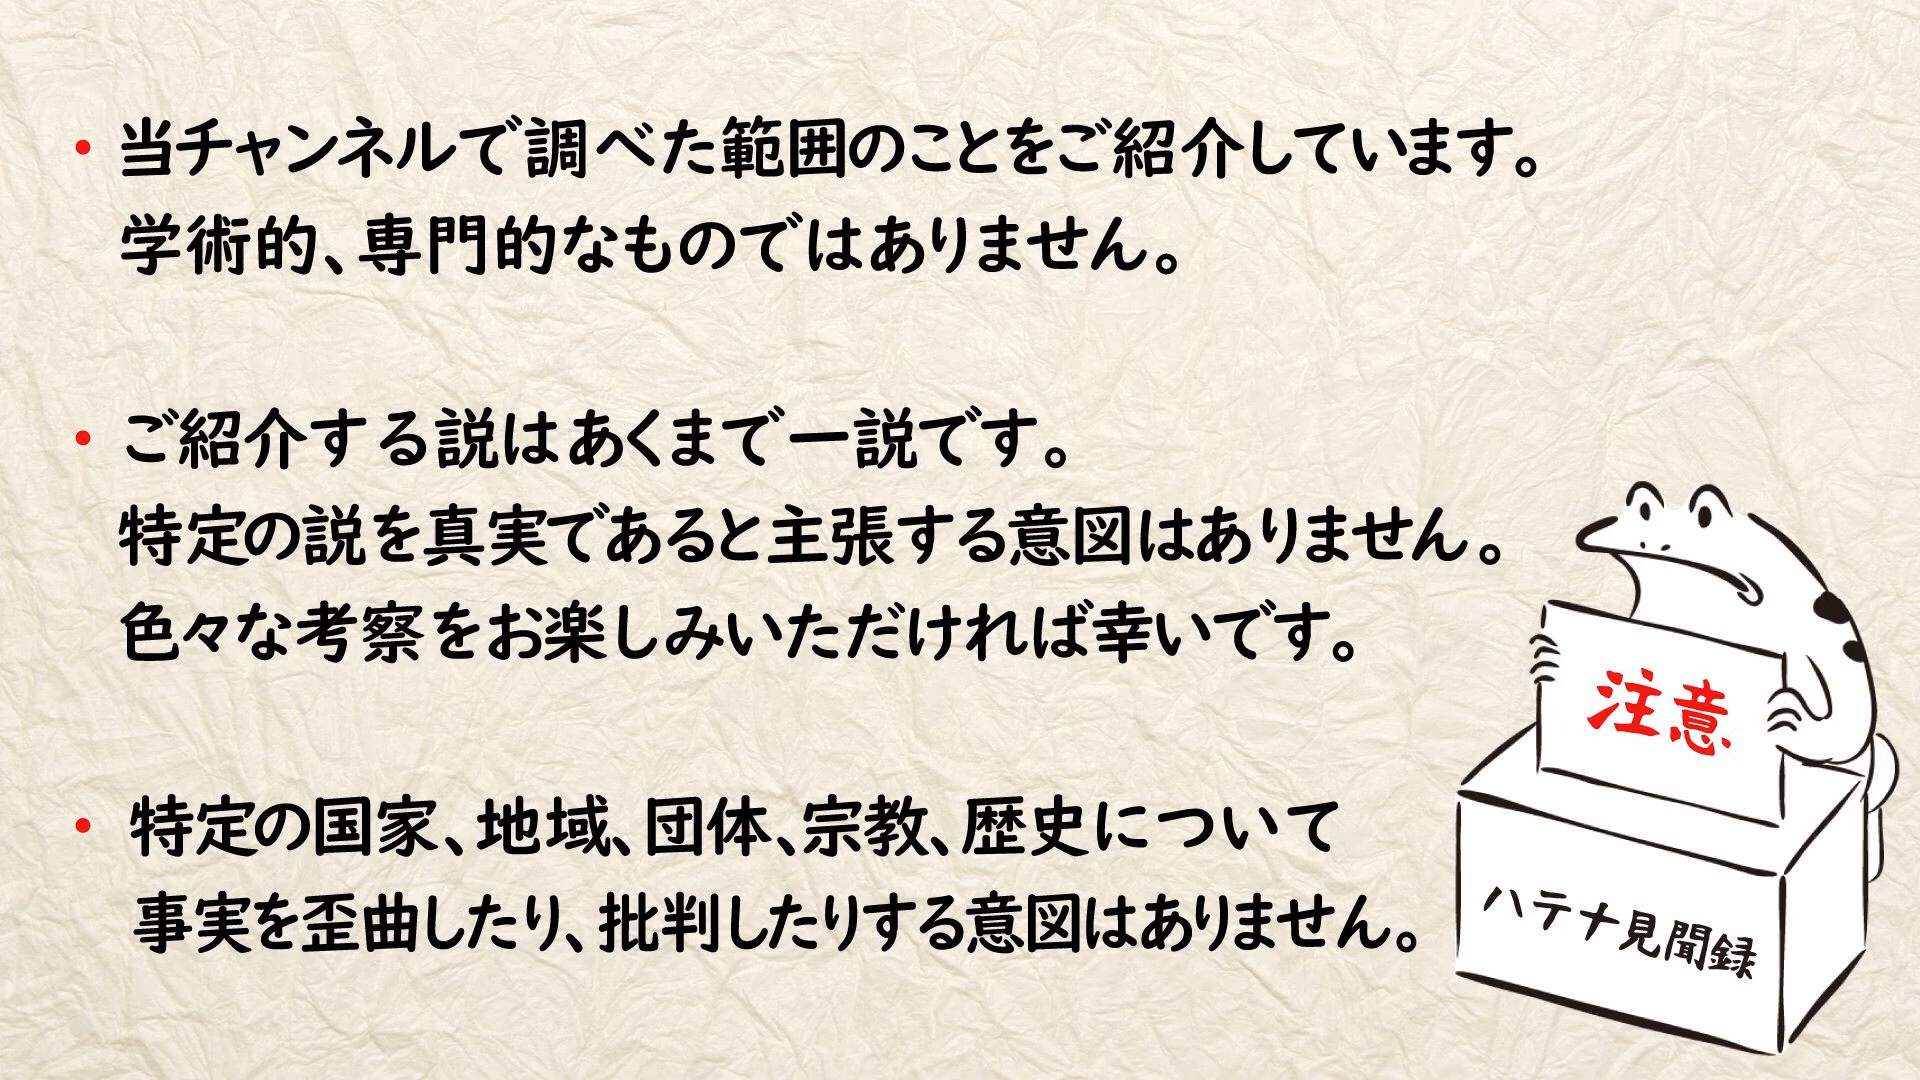 ・当チャンネルで調べた範囲のことをご紹介しています。
学術的、専門的なものではありません。
・ご紹介する説はあくまで一説です。
特定の説を真実であると主張する意図はありません。
色々な考察をお楽しみいただければ幸いです。
・特定の国家、地域、団体、宗教、歴史について
事実を歪曲したり、批判したりする意図はありません。
注意
ハテナ見聞録